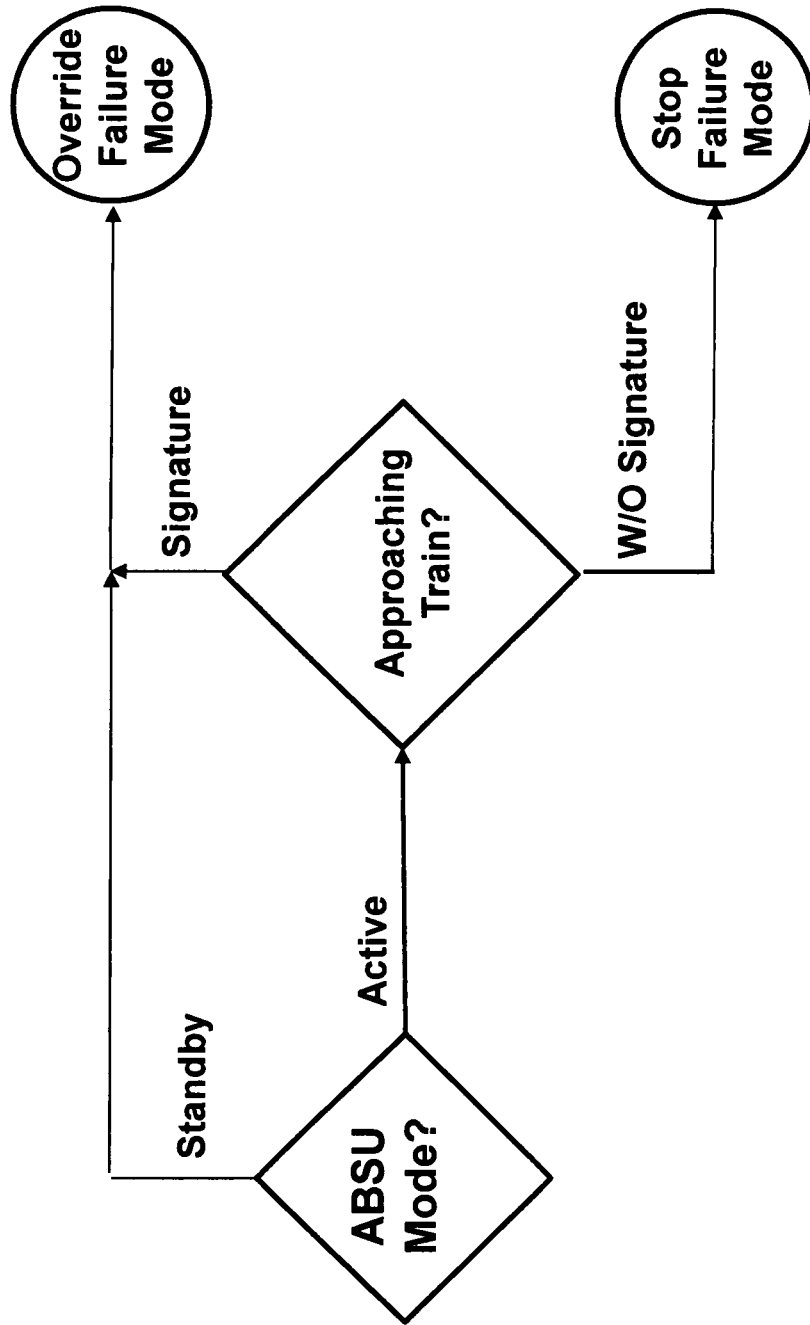 ABSU
Mode?
Standby
Active
Approaching
Train?
Signature
W/O Signature
Override
Failure
Mode
Stop
Failure
Mode